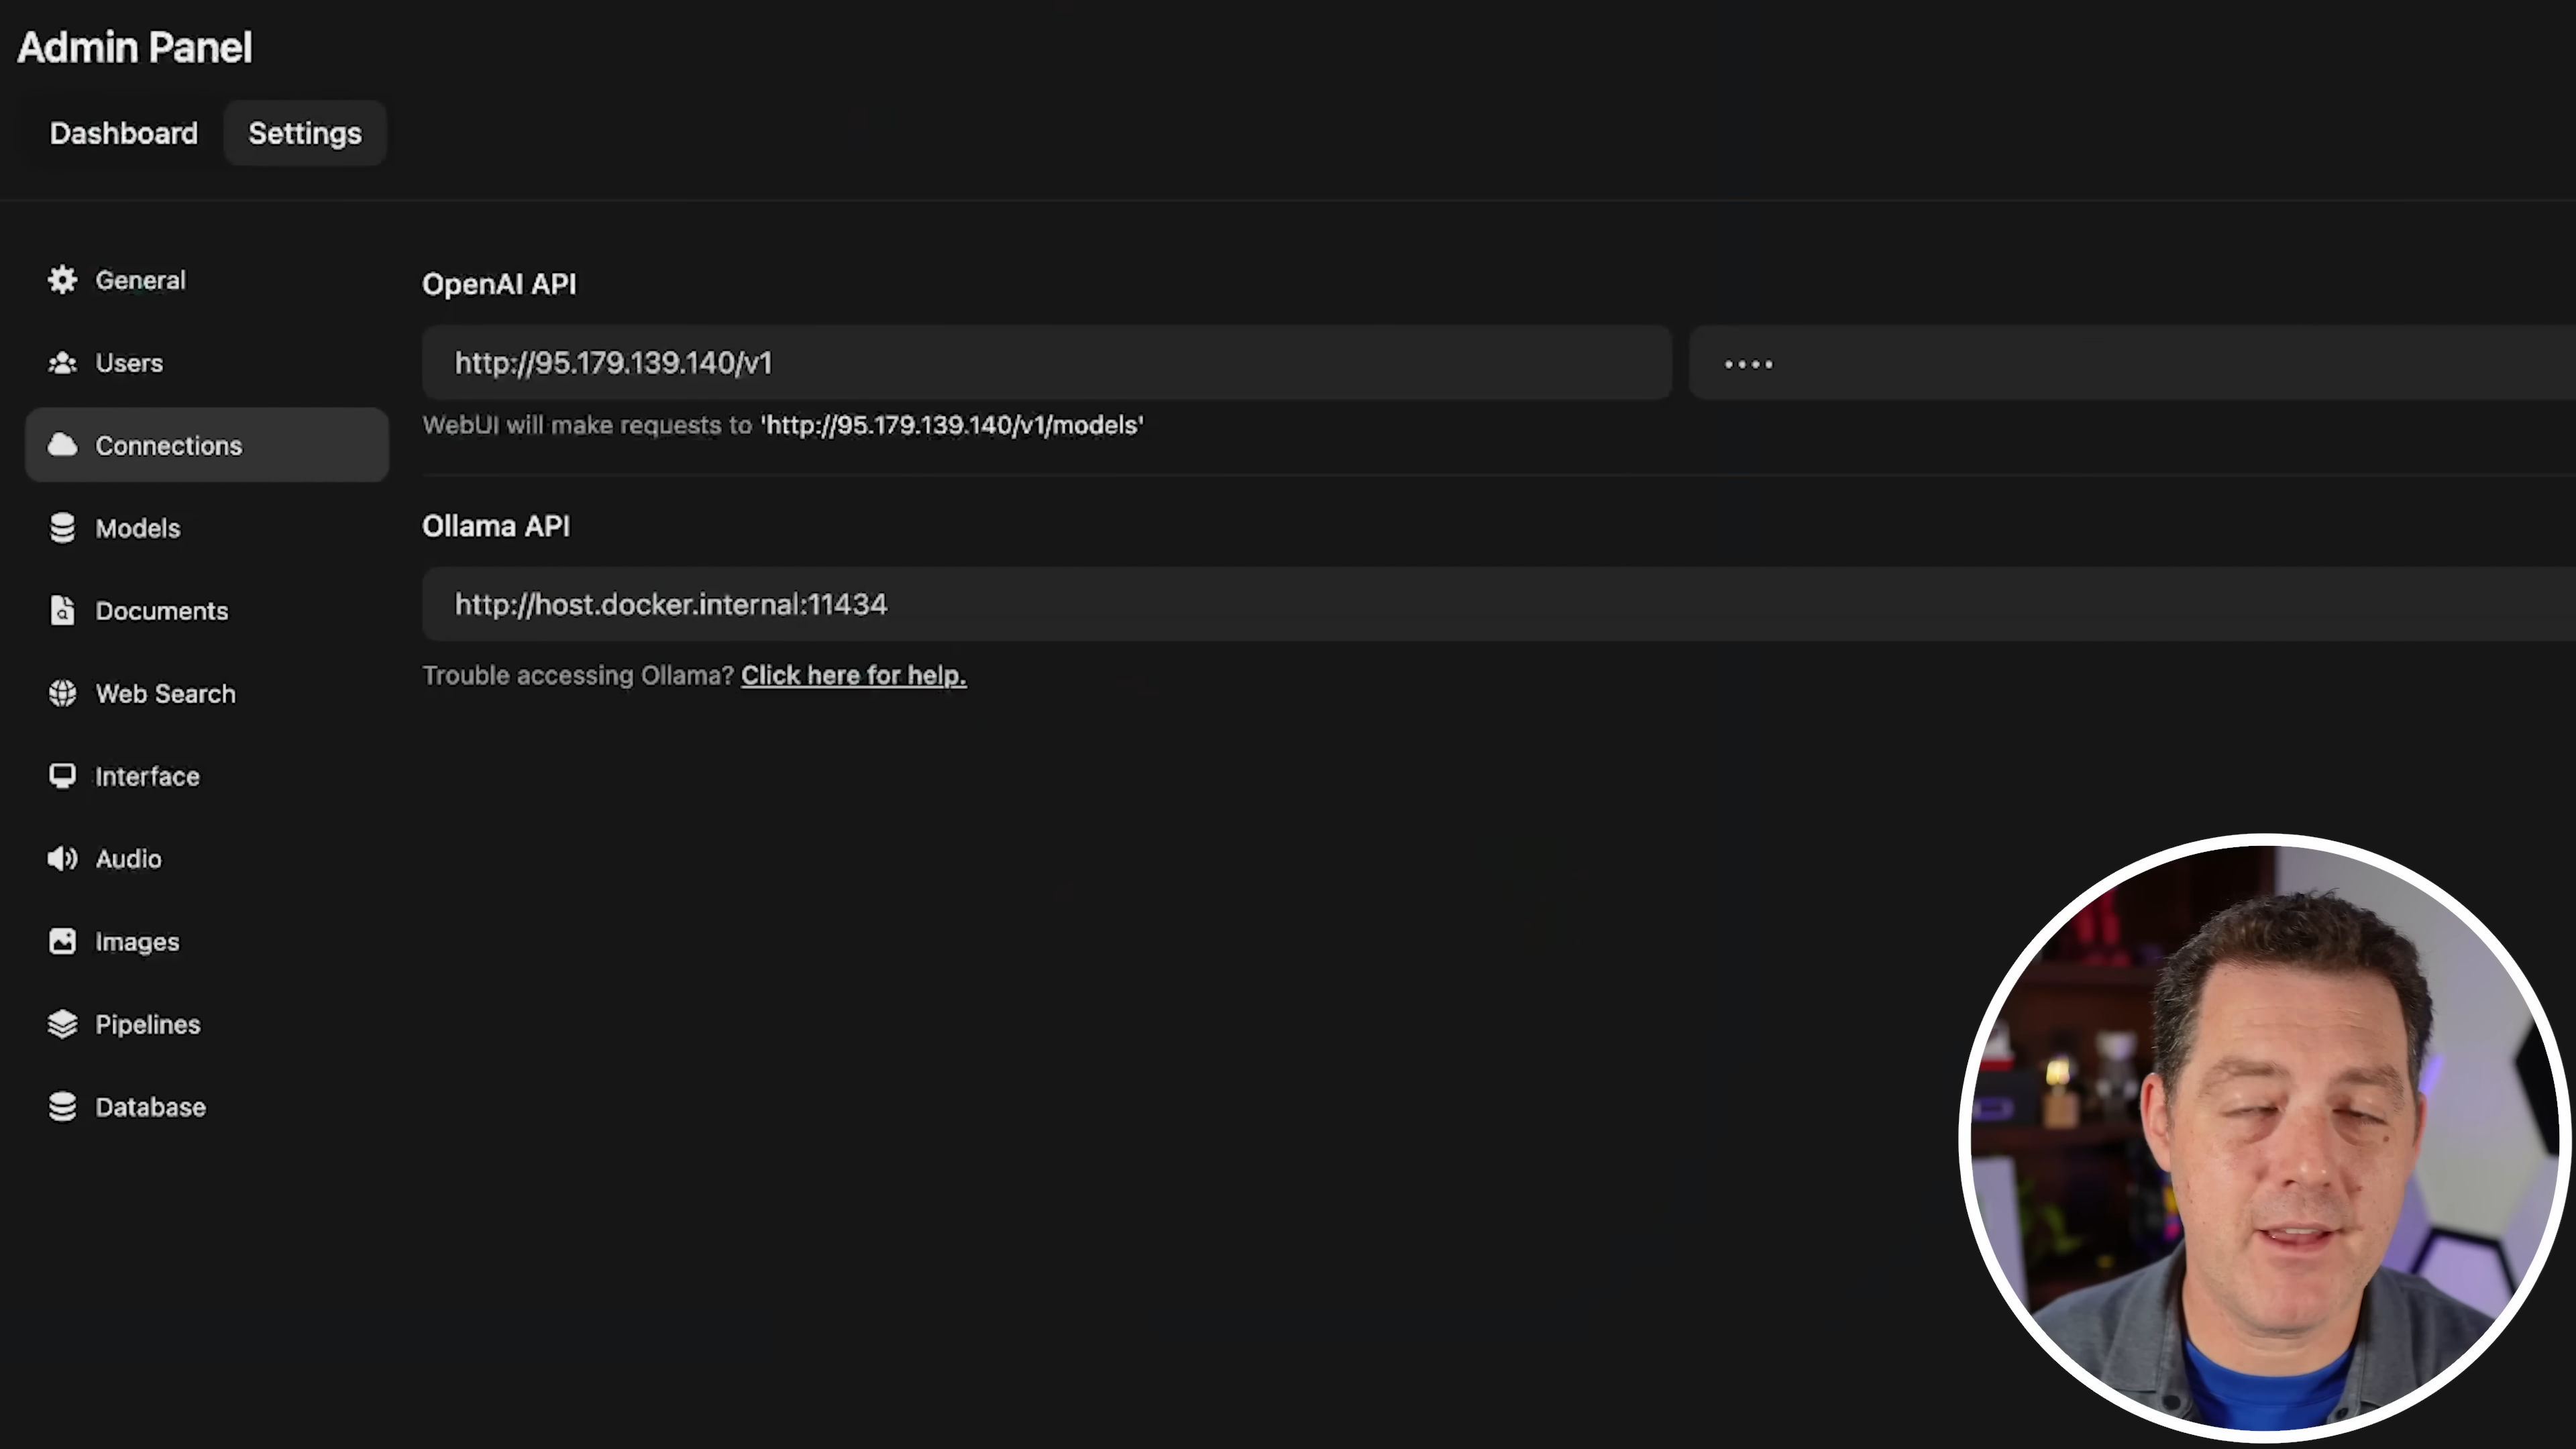 Admin Panel
Dashboard Settings
General
Users
Connections
Models
Documents
Web Search
Interface
Audio
Images
Pipelines
Database
OpenAI API
http://95.179.139.140/v1 ••••
WebUI will make requests to 'http://95.179.139.140/v1/models'
Ollama API
http://host.docker.internal:11434
Trouble accessing Ollama? Click here for help.